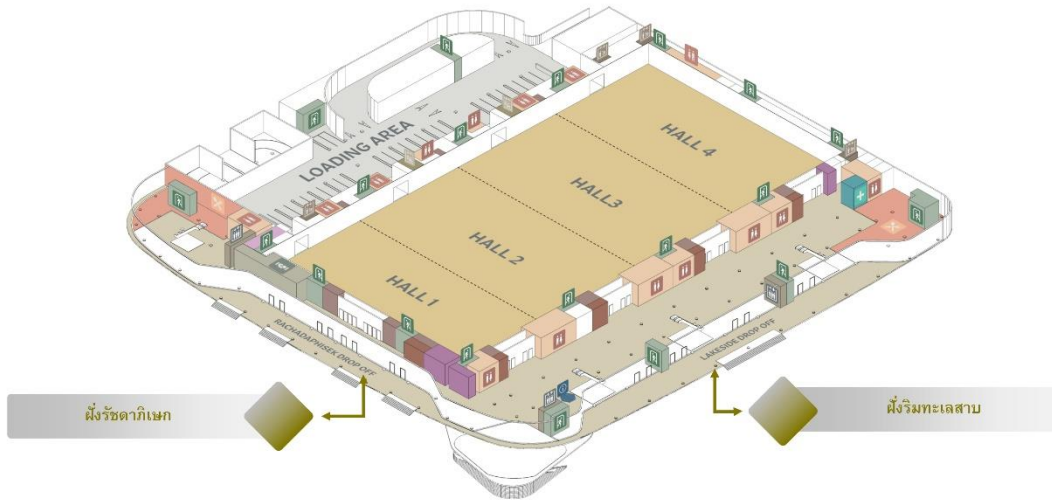 LOADING AREA
HALL 4
HALL3
HALL 2
HALL 1
RACHADAPHISEK DROP OFF
LAKESIDE DROP OFF
ฝั่งรัชดาภิเษก
ฝั่งริมทะเลสาบ